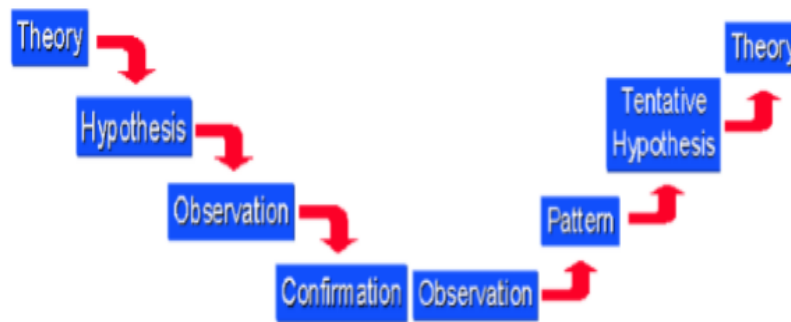 Theory
Hypothesis
Observation
Confirmation
Observation
Pattern
Tentative
Hypothesis
Theory